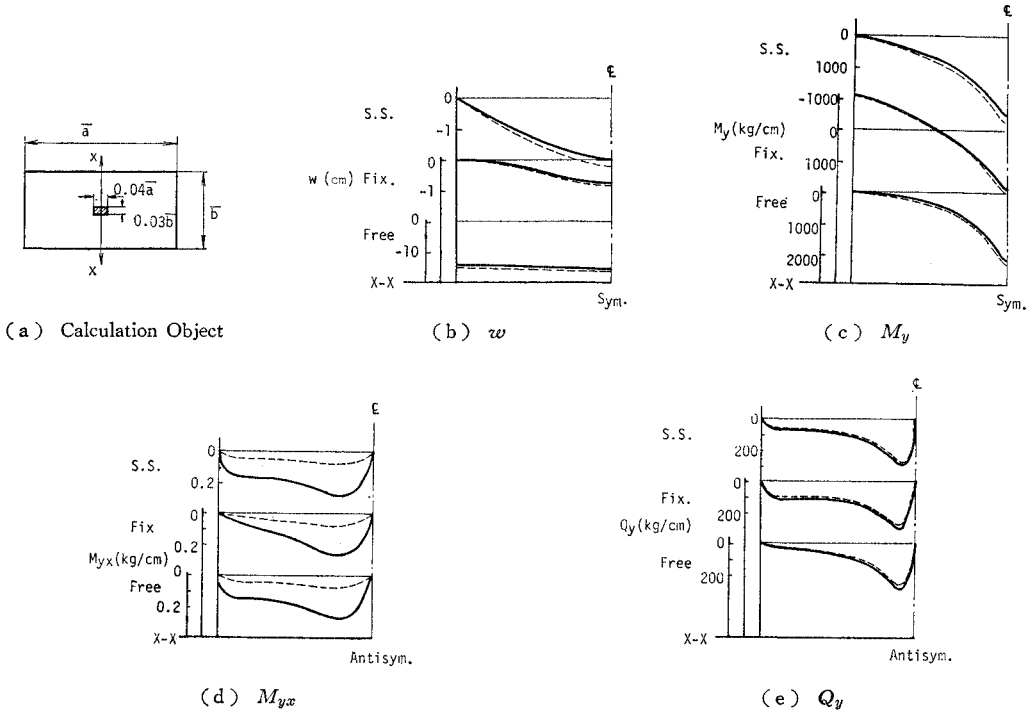 a̅
x
0.04a̅
0.03b̅
b̅
x
(a) Calculation Object
℄
0
S.S.
-1
0
w (cm) Fix.
-1
0
Free
-10
X-X
Sym.
(b) w
℄
0
S.S.
1000
-1000
My(kg/cm)
0
Fix.
1000
0
Free
1000
2000
X-X
Sym.
(c) My
℄
0
S.S.
0.2
0
Fix
0.2
Myx(kg/cm)
0
Free
0.2
X-X
Antisym.
(d) Myx
℄
0
S.S.
200
0
Fix.
200
Qy(kg/cm)
0
Free
200
X-X
Antisym.
(e) Qy